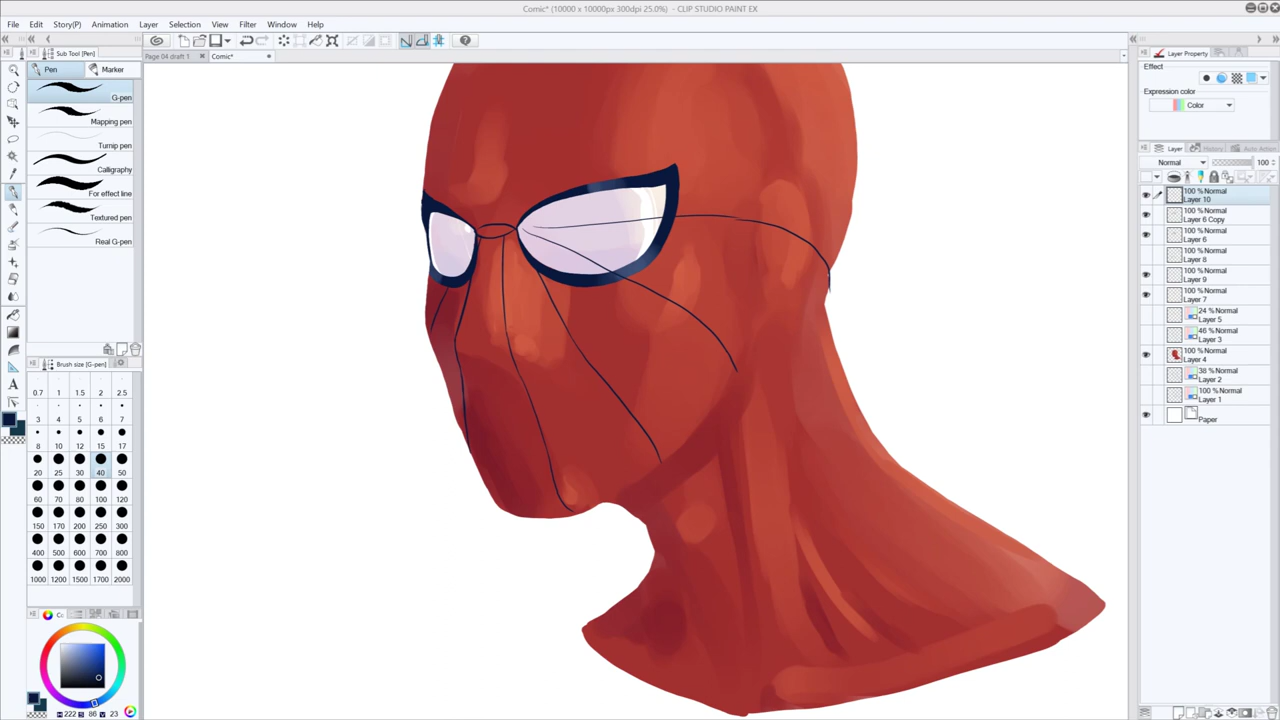 Comic* (10000 x 10000px 300dpi 25.0%) - CLIP STUDIO PAINT EX
File Edit Story(P) Animation Layer Selection View Filter Window Help
Sub Tool [Pen]
Page 04 draft 1
Comic*
Layer Property
Pen
Marker
Effect
G-pen
Expression color
Color
Mapping pen
Turnip pen
Layer History Auto Action
Calligraphy
Normal 100
For effect line
100 % Normal
Layer 10
Textured pen
100 % Normal
Layer 6 Copy
Real G-pen
100 % Normal
Layer 6
100 % Normal
Layer 8
100 % Normal
Layer 9
100 % Normal
Layer 7
24 % Normal
Layer 5
46 % Normal
Layer 3
100 % Normal
Layer 4
38 % Normal
Layer 2
100 % Normal
Layer 1
Paper
Brush size [G-pen]
0.7 1 1.5 2 2.5
3 4 5 6 7
8 10 12 15 17
20 25 30 40 50
60 70 80 100 120
150 170 200 250 300
400 500 600 700 800
1000 1200 1500 1700 2000
H 222 S 86 V 23